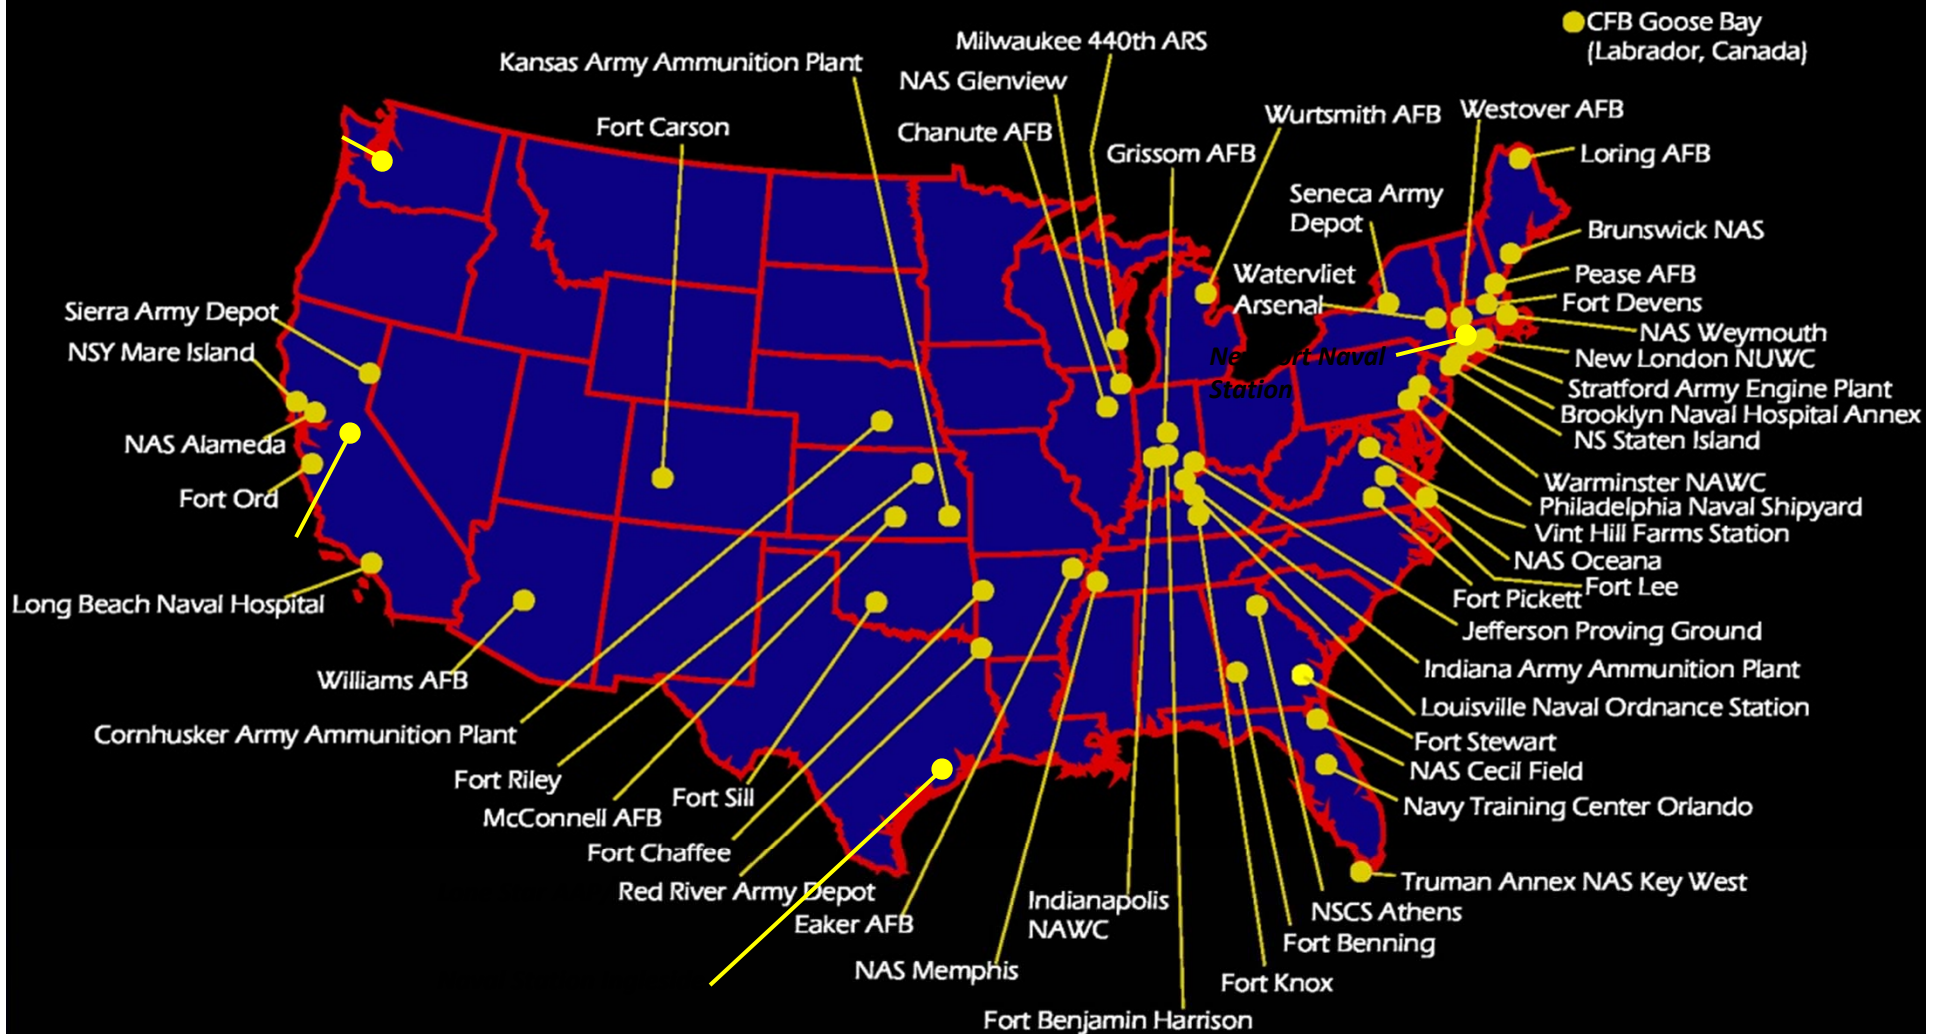 CFB Goose Bay
(Labrador, Canada)
Milwaukee 440th ARS
Kansas Army Ammunition Plant
NAS Glenview
Wurtsmith AFB
Westover AFB
Fort Carson
Chanute AFB
Grissom AFB
Loring AFB
Seneca Army
Depot
Brunswick NAS
Watervliet
Arsenal
Pease AFB
Fort Devens
Sierra Army Depot
NAS Weymouth
NSY Mare Island
Newport Naval
Station
New London NUWC
Stratford Army Engine Plant
Brooklyn Naval Hospital Annex
NAS Alameda
NS Staten Island
Fort Ord
Warminster NAWC
Philadelphia Naval Shipyard
Vint Hill Farms Station
NAS Oceana
Fort Lee
Long Beach Naval Hospital
Fort Pickett
Jefferson Proving Ground
Williams AFB
Indiana Army Ammunition Plant
Louisville Naval Ordnance Station
Cornhusker Army Ammunition Plant
Fort Stewart
Fort Riley
NAS Cecil Field
Fort Sill
Navy Training Center Orlando
McConnell AFB
Fort Chaffee
Red River Army Depot
Truman Annex NAS Key West
Indianapolis
NAWC
NSCS Athens
Eaker AFB
Fort Benning
NAS Memphis
Fort Knox
Fort Benjamin Harrison